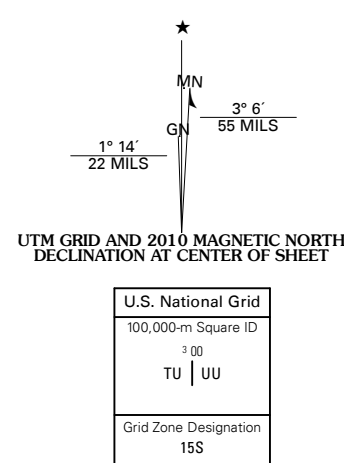 ★
MN
3° 6´
55 MILS
GN
1° 14´
22 MILS
UTM GRID AND 2010 MAGNETIC NORTH
DECLINATION AT CENTER OF SHEET
U.S. National Grid
100,000-m Square ID
3 00
TU | UU
Grid Zone Designation
15S